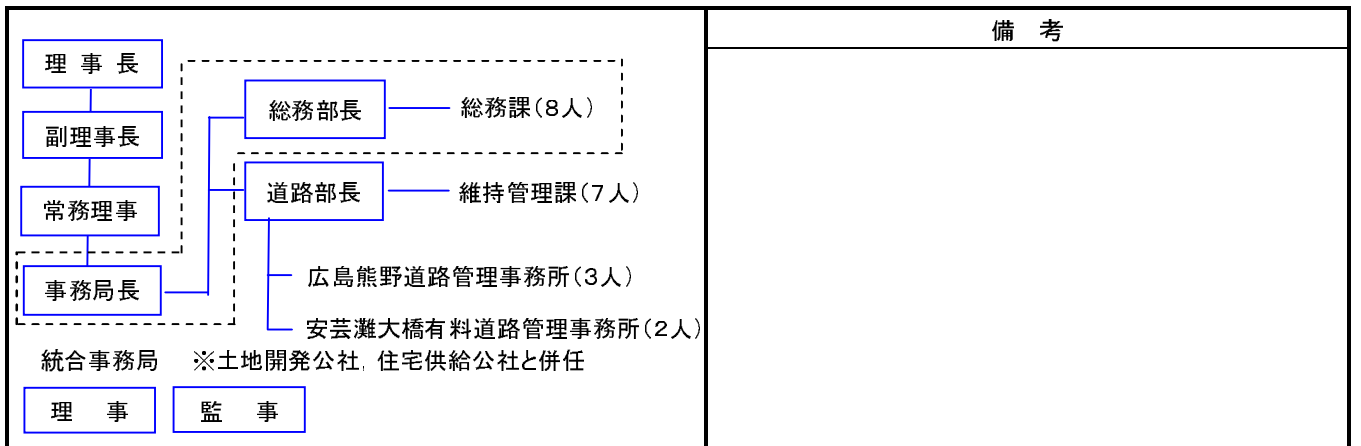 備 考
理 事 長
総務部長
総務課(8人)
副理事長
道路部長
維持管理課(7人)
常務理事
事務局長
広島熊野道路管理事務所(3人)
安芸灘大橋有料道路管理事務所(2人)
統合事務局 ※土地開発公社，住宅供給公社と併任
理 事
監 事